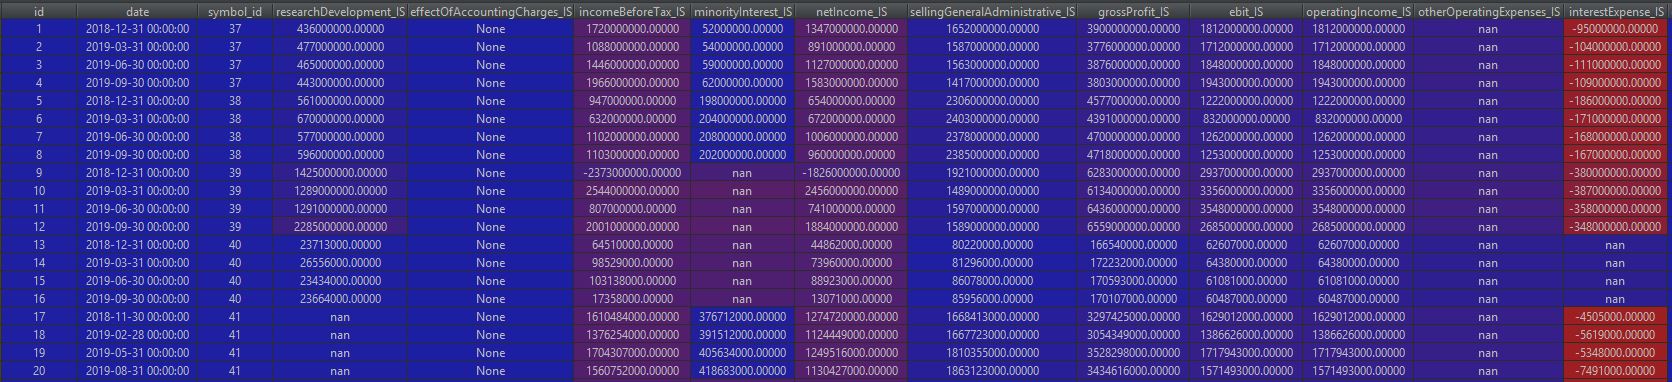 id date symbol_id researchDevelopment_IS effectOfAccountingCharges_IS incomeBeforeTax_IS minorityInterest_IS netIncome_IS sellingGeneralAdministrative_IS grossProfit_IS ebit_IS operatingIncome_IS otherOperatingExpenses_IS interestExpense_IS
1 2018-12-31 00:00:00 37 436000000.00000 None 1720000000.00000 52000000.00000 1347000000.00000 1652000000.00000 3900000000.00000 1812000000.00000 1812000000.00000 nan -95000000.00000
2 2019-03-31 00:00:00 37 477000000.00000 None 1088000000.00000 54000000.00000 891000000.00000 1587000000.00000 3776000000.00000 1712000000.00000 1712000000.00000 nan -104000000.00000
3 2019-06-30 00:00:00 37 465000000.00000 None 1446000000.00000 59000000.00000 1127000000.00000 1563000000.00000 3876000000.00000 1848000000.00000 1848000000.00000 nan -111000000.00000
4 2019-09-30 00:00:00 37 443000000.00000 None 1966000000.00000 62000000.00000 1583000000.00000 1417000000.00000 3803000000.00000 1943000000.00000 1943000000.00000 nan -109000000.00000
5 2018-12-31 00:00:00 38 561000000.00000 None 947000000.00000 198000000.00000 654000000.00000 2306000000.00000 4577000000.00000 1222000000.00000 1222000000.00000 nan -186000000.00000
6 2019-03-31 00:00:00 38 670000000.00000 None 632000000.00000 204000000.00000 672000000.00000 2403000000.00000 4391000000.00000 832000000.00000 832000000.00000 nan -171000000.00000
7 2019-06-30 00:00:00 38 577000000.00000 None 1102000000.00000 208000000.00000 1006000000.00000 2378000000.00000 4700000000.00000 1262000000.00000 1262000000.00000 nan -168000000.00000
8 2019-09-30 00:00:00 38 596000000.00000 None 1103000000.00000 202000000.00000 960000000.00000 2385000000.00000 4718000000.00000 1253000000.00000 1253000000.00000 nan -167000000.00000
9 2018-12-31 00:00:00 39 1425000000.00000 None -2373000000.00000 nan -1826000000.00000 1921000000.00000 6283000000.00000 2937000000.00000 2937000000.00000 nan -380000000.00000
10 2019-03-31 00:00:00 39 1289000000.00000 None 2544000000.00000 nan 2456000000.00000 1489000000.00000 6134000000.00000 3356000000.00000 3356000000.00000 nan -387000000.00000
11 2019-06-30 00:00:00 39 1291000000.00000 None 807000000.00000 nan 741000000.00000 1597000000.00000 6436000000.00000 3548000000.00000 3548000000.00000 nan -358000000.00000
12 2019-09-30 00:00:00 39 2285000000.00000 None 2001000000.00000 nan 1884000000.00000 1589000000.00000 6559000000.00000 2685000000.00000 2685000000.00000 nan -348000000.00000
13 2018-12-31 00:00:00 40 23713000.00000 None 64510000.00000 nan 44862000.00000 80220000.00000 166540000.00000 62607000.00000 62607000.00000 nan nan
14 2019-03-31 00:00:00 40 26556000.00000 None 98529000.00000 nan 73960000.00000 81296000.00000 172232000.00000 64380000.00000 64380000.00000 nan nan
15 2019-06-30 00:00:00 40 23434000.00000 None 103138000.00000 nan 88923000.00000 86078000.00000 170593000.00000 61081000.00000 61081000.00000 nan nan
16 2019-09-30 00:00:00 40 23664000.00000 None 17358000.00000 nan 13071000.00000 85956000.00000 170107000.00000 60487000.00000 60487000.00000 nan nan
17 2018-11-30 00:00:00 41 nan None 1610484000.00000 376712000.00000 1274720000.00000 1668413000.00000 3297425000.00000 1629012000.00000 1629012000.00000 nan -4505000.00000
18 2019-02-28 00:00:00 41 nan None 1376254000.00000 391512000.00000 1124449000.00000 1667723000.00000 3054349000.00000 1386626000.00000 1386626000.00000 nan -5619000.00000
19 2019-05-31 00:00:00 41 nan None 1704307000.00000 405634000.00000 1249516000.00000 1810355000.00000 3528298000.00000 1717943000.00000 1717943000.00000 nan -5348000.00000
20 2019-08-31 00:00:00 41 nan None 1560752000.00000 418683000.00000 1130427000.00000 1863123000.00000 3434616000.00000 1571493000.00000 1571493000.00000 nan -7491000.00000